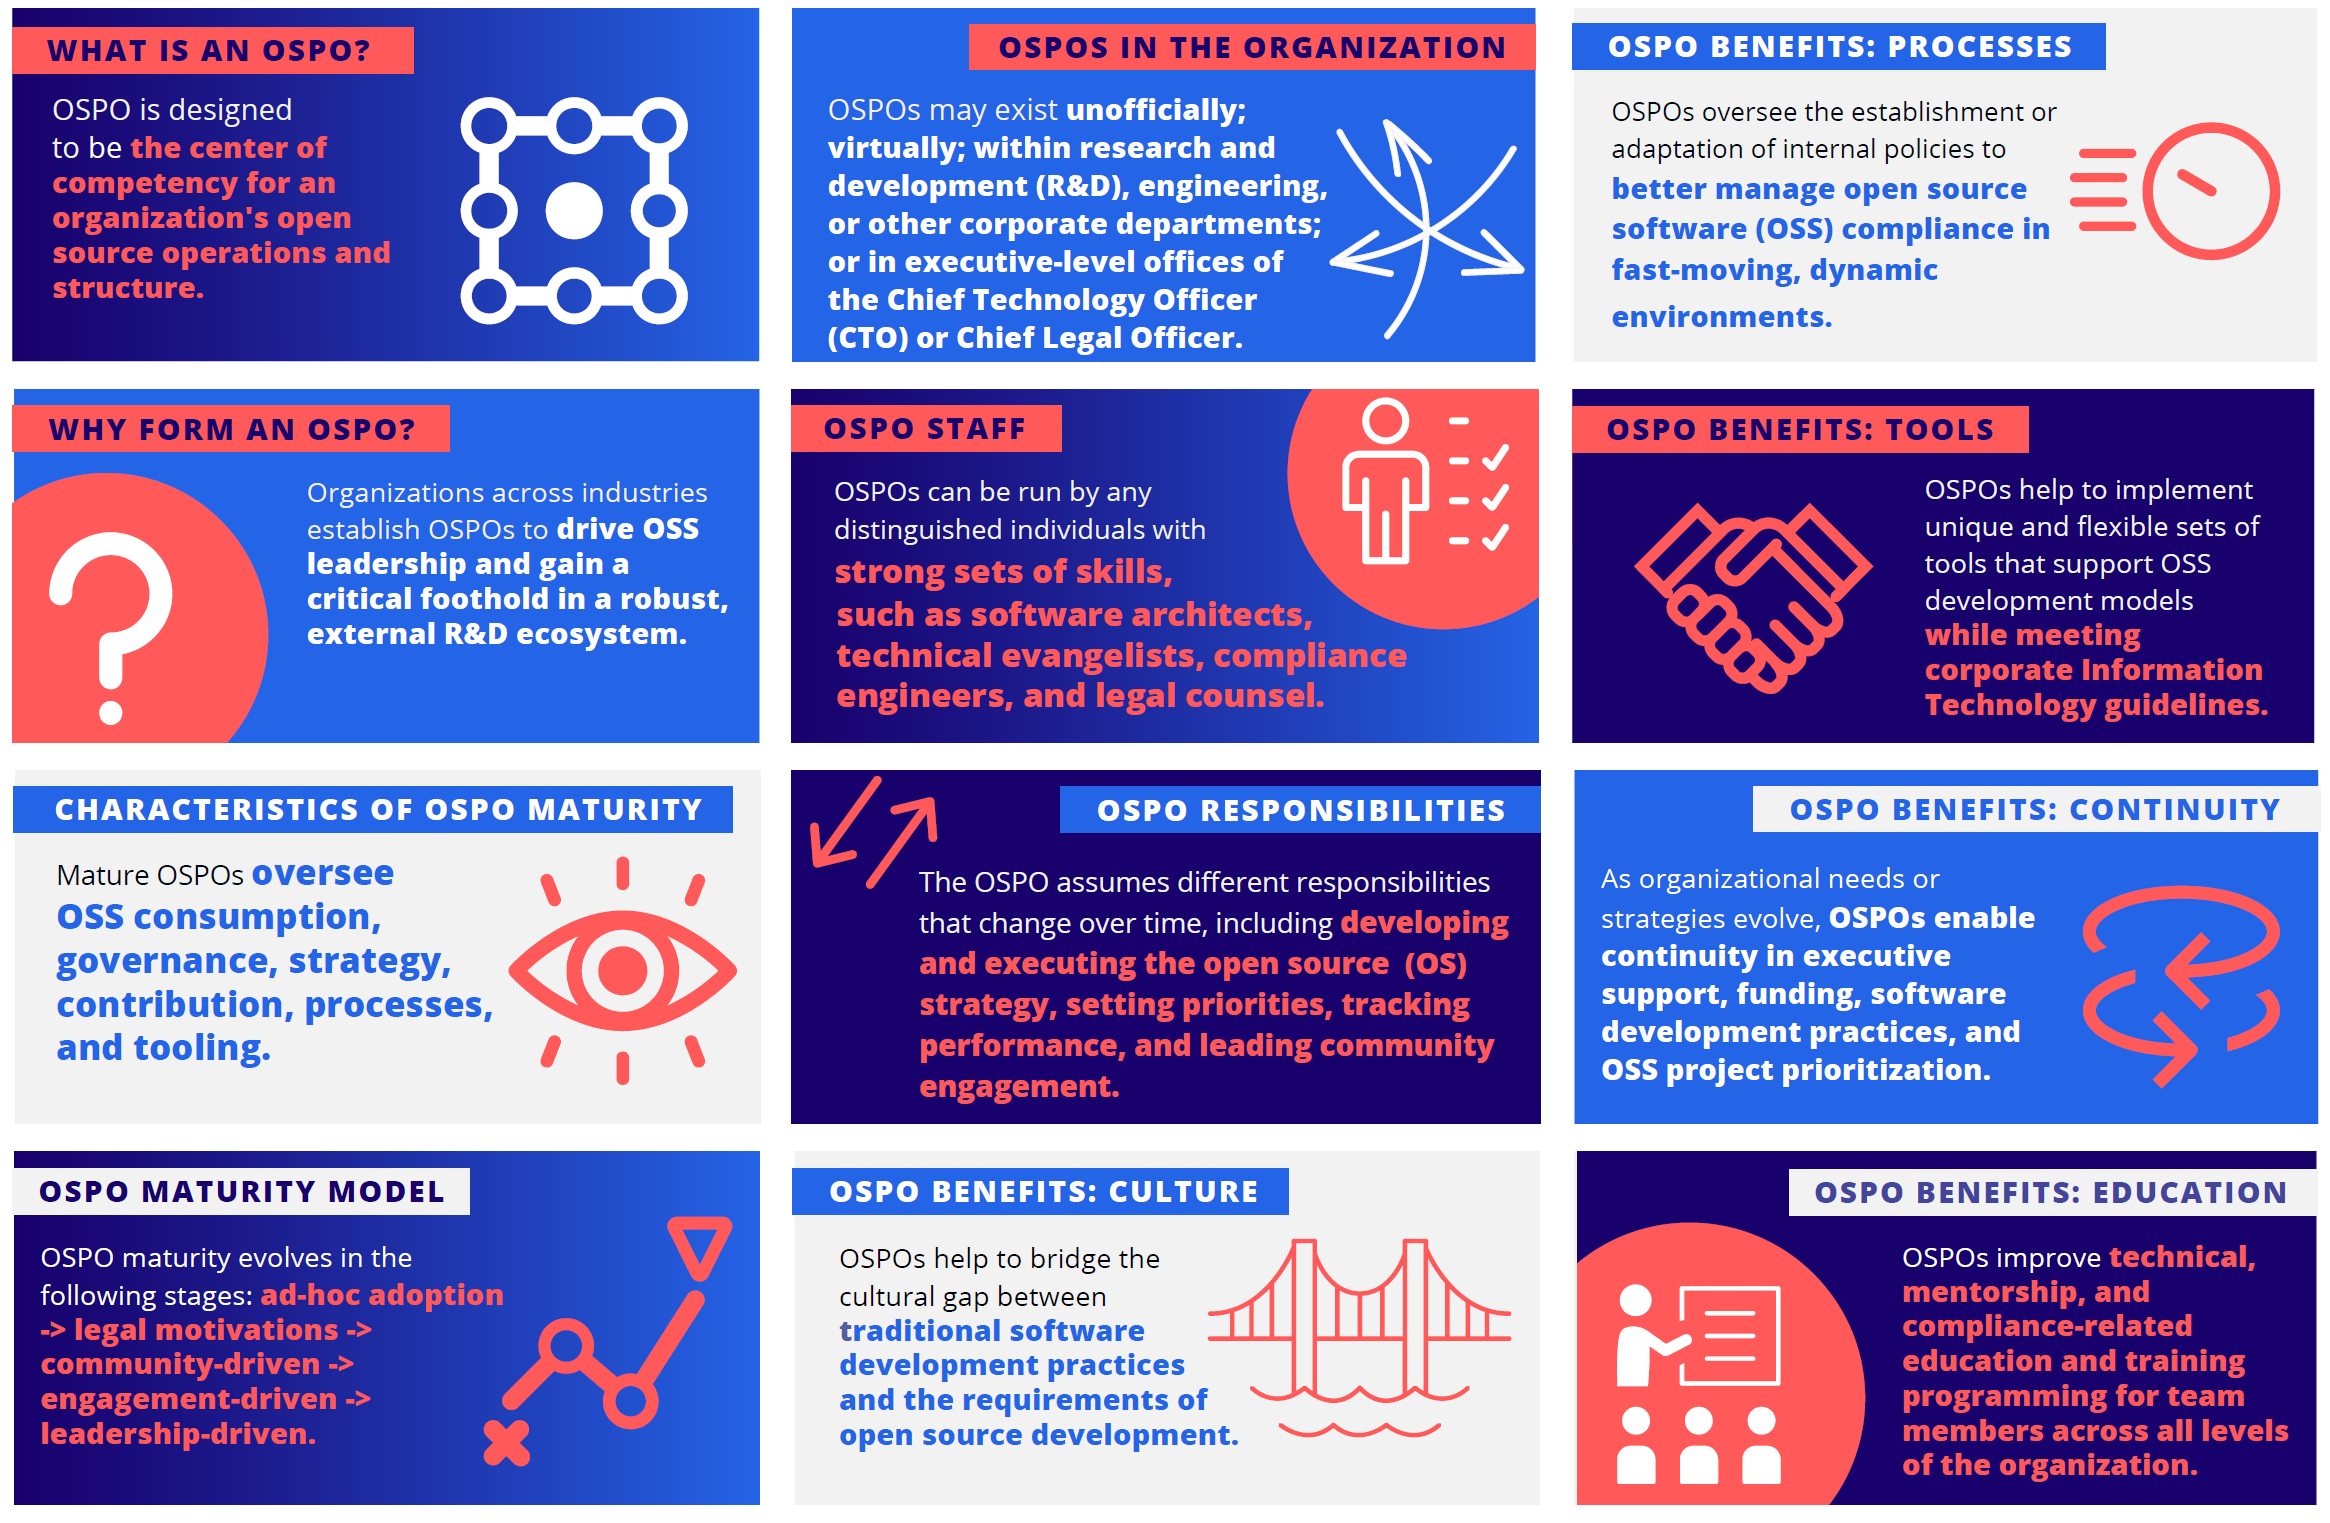 WHAT IS AN OSPO?
OSPO is designed
to be the center of
competency for an
organization's open
source operations and
structure.
OSPOS IN THE ORGANIZATION
OSPOs may exist unofficially;
virtually; within research and
development (R&D), engineering,
or other corporate departments;
or in executive-level offices of
the Chief Technology Officer
(CTO) or Chief Legal Officer.
OSPO BENEFITS: PROCESSES
OSPOs oversee the establishment or
adaptation of internal policies to
better manage open source
software (OSS) compliance in
fast-moving, dynamic
environments.
WHY FORM AN OSPO?
Organizations across industries
establish OSPOs to drive OSS
leadership and gain a
critical foothold in a robust,
external R&D ecosystem.
OSPO STAFF
OSPOs can be run by any
distinguished individuals with
strong sets of skills,
such as software architects,
technical evangelists, compliance
engineers, and legal counsel.
OSPO BENEFITS: TOOLS
OSPOs help to implement
unique and flexible sets of
tools that support OSS
development models
while meeting
corporate Information
Technology guidelines.
CHARACTERISTICS OF OSPO MATURITY
Mature OSPOs oversee
OSS consumption,
governance, strategy,
contribution, processes,
and tooling.
OSPO RESPONSIBILITIES
The OSPO assumes different responsibilities
that change over time, including developing
and executing the open source (OS)
strategy, setting priorities, tracking
performance, and leading community
engagement.
OSPO BENEFITS: CONTINUITY
As organizational needs or
strategies evolve, OSPOs enable
continuity in executive
support, funding, software
development practices, and
OSS project prioritization.
OSPO MATURITY MODEL
OSPO maturity evolves in the
following stages: ad-hoc adoption
-> legal motivations ->
community-driven ->
engagement-driven ->
leadership-driven.
OSPO BENEFITS: CULTURE
OSPOs help to bridge the
cultural gap between
traditional software
development practices
and the requirements of
open source development.
OSPO BENEFITS: EDUCATION
OSPOs improve technical,
mentorship, and
compliance-related
education and training
programming for team
members across all levels
of the organization.